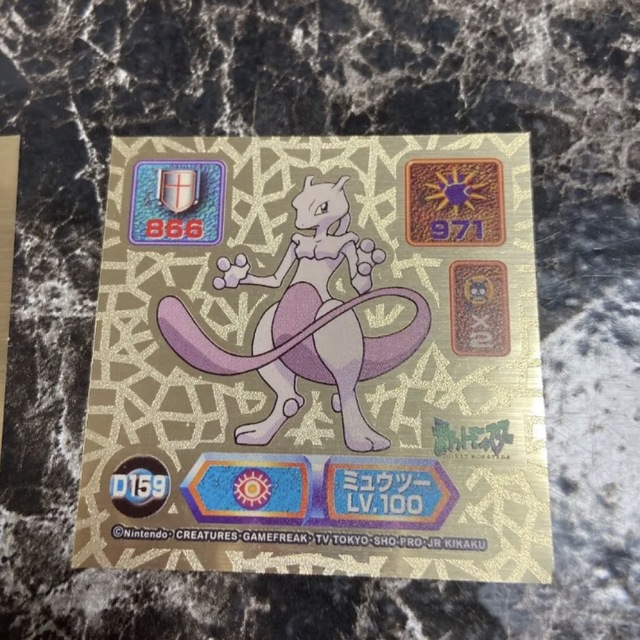 866
971
×2
ポケットモンスター
D159
ミュウツー
LV.100
©Nintendo・CREATURES・GAMEFREAK・TV TOKYO・SHO-PRO・JR KIKAKU